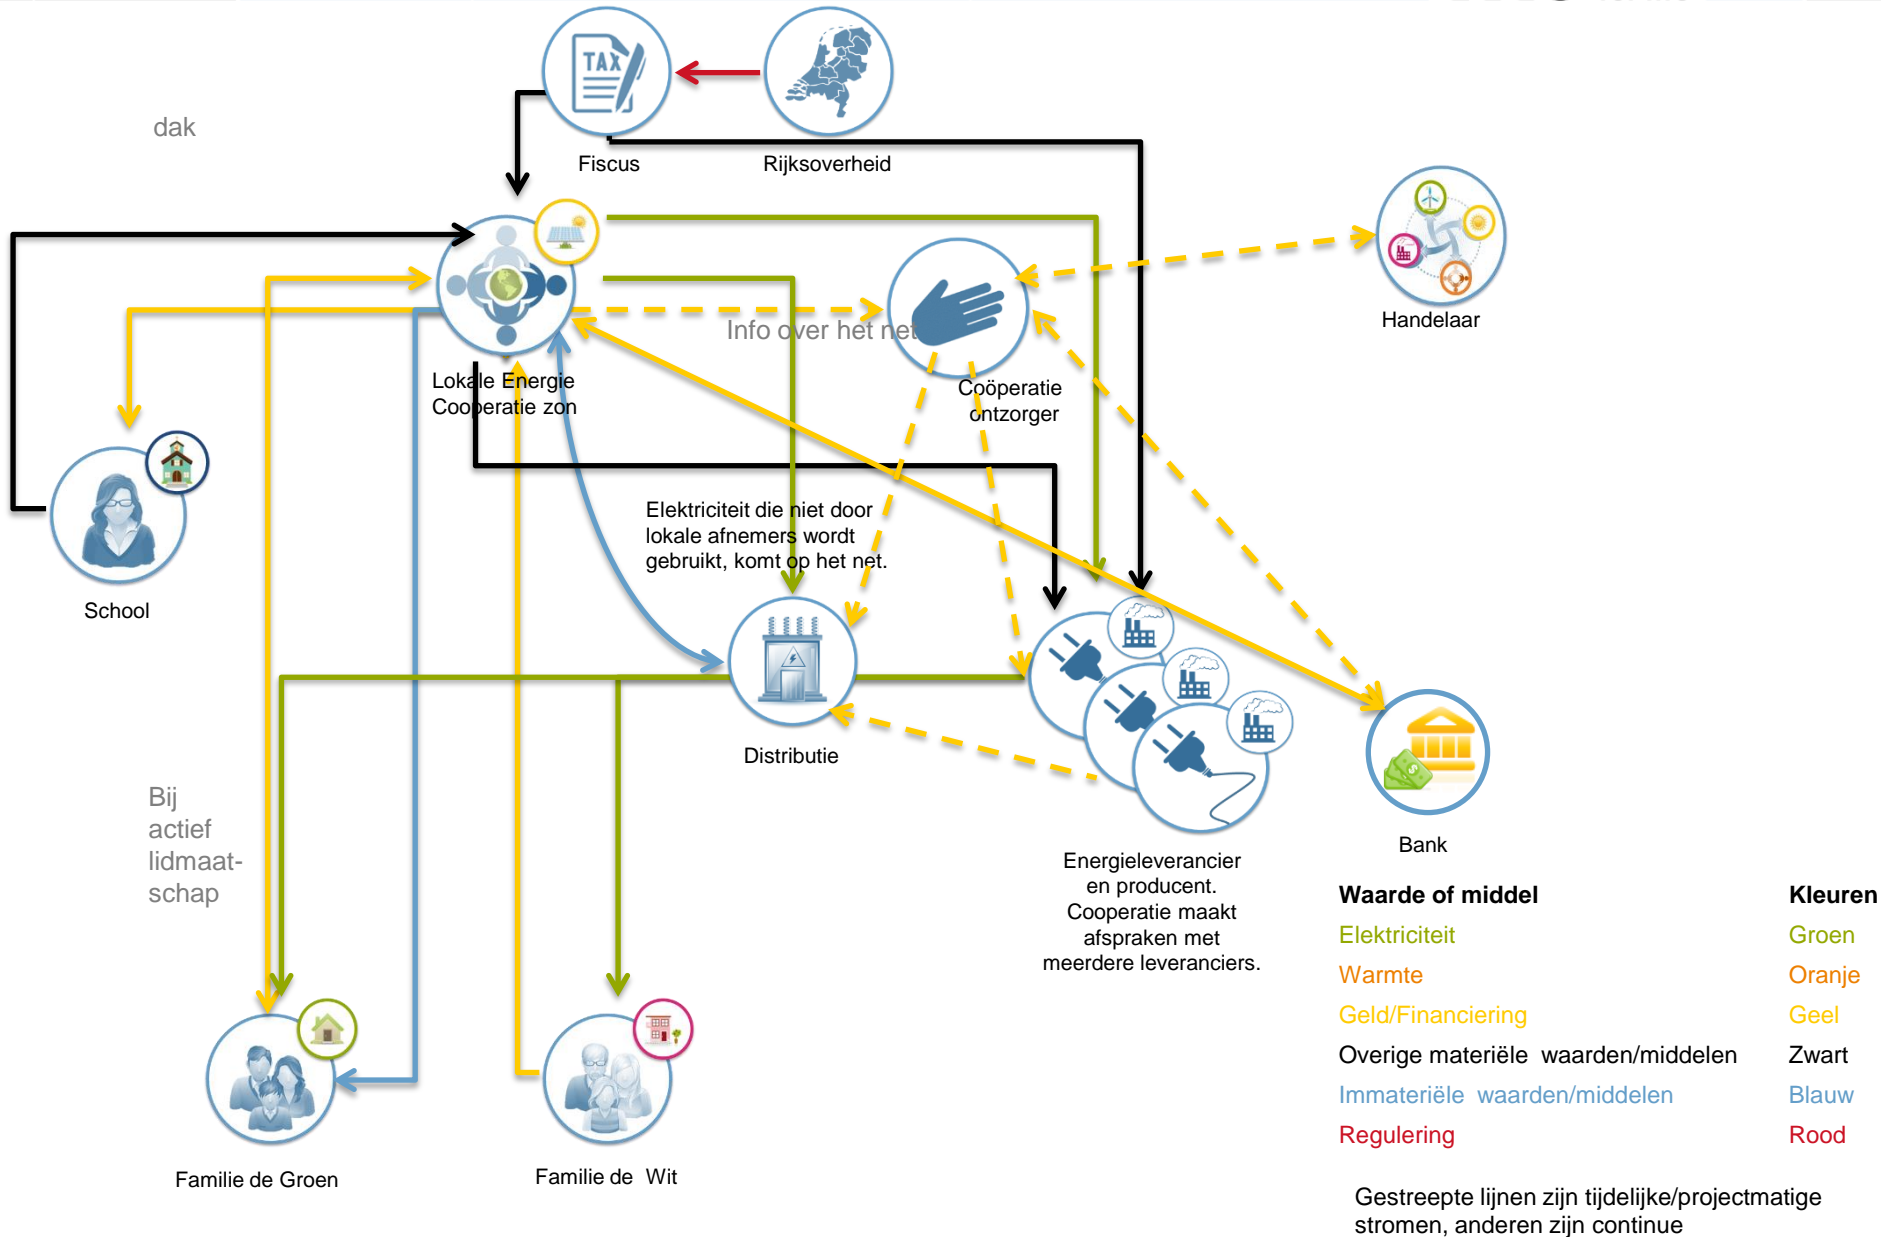 TAX
dak
Fiscus
Rijksoverheid
Handelaar
Info over het net
Lokale Energie
Cooperatie zon
Coöperatie
ontzorger
Elektriciteit die niet door
lokale afnemers wordt
gebruikt, komt op het net.
School
Distributie
Bij
actief
lidmaat-
schap
Energieleverancier
en producent.
Cooperatie maakt
afspraken met
meerdere leveranciers.
Bank
Waarde of middel Kleuren
Elektriciteit Groen
Warmte Oranje
Geld/Financiering Geel
Overige materiële waarden/middelen Zwart
Immateriële waarden/middelen Blauw
Regulering Rood
Familie de Groen
Familie de Wit
Gestreepte lijnen zijn tijdelijke/projectmatige
stromen, anderen zijn continue